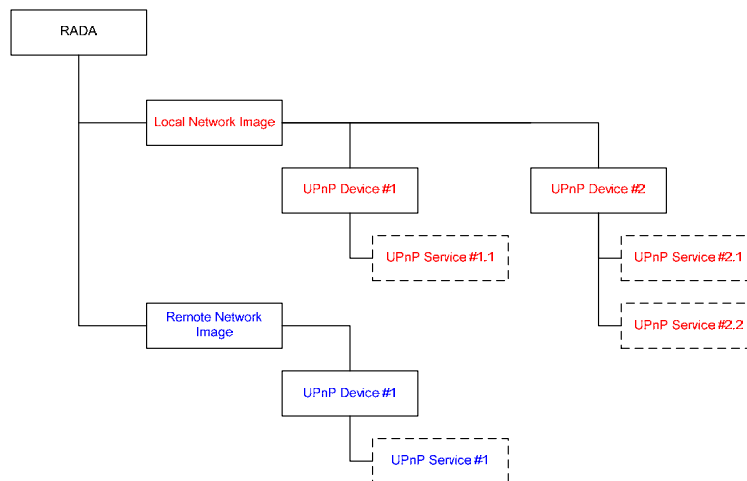 RADA
Local Network Image
UPnP Device #1
UPnP Device #2
UPnP Service #1.1
UPnP Service #2.1
UPnP Service #2.2
Remote Network
Image
UPnP Device #1
UPnP Service #1